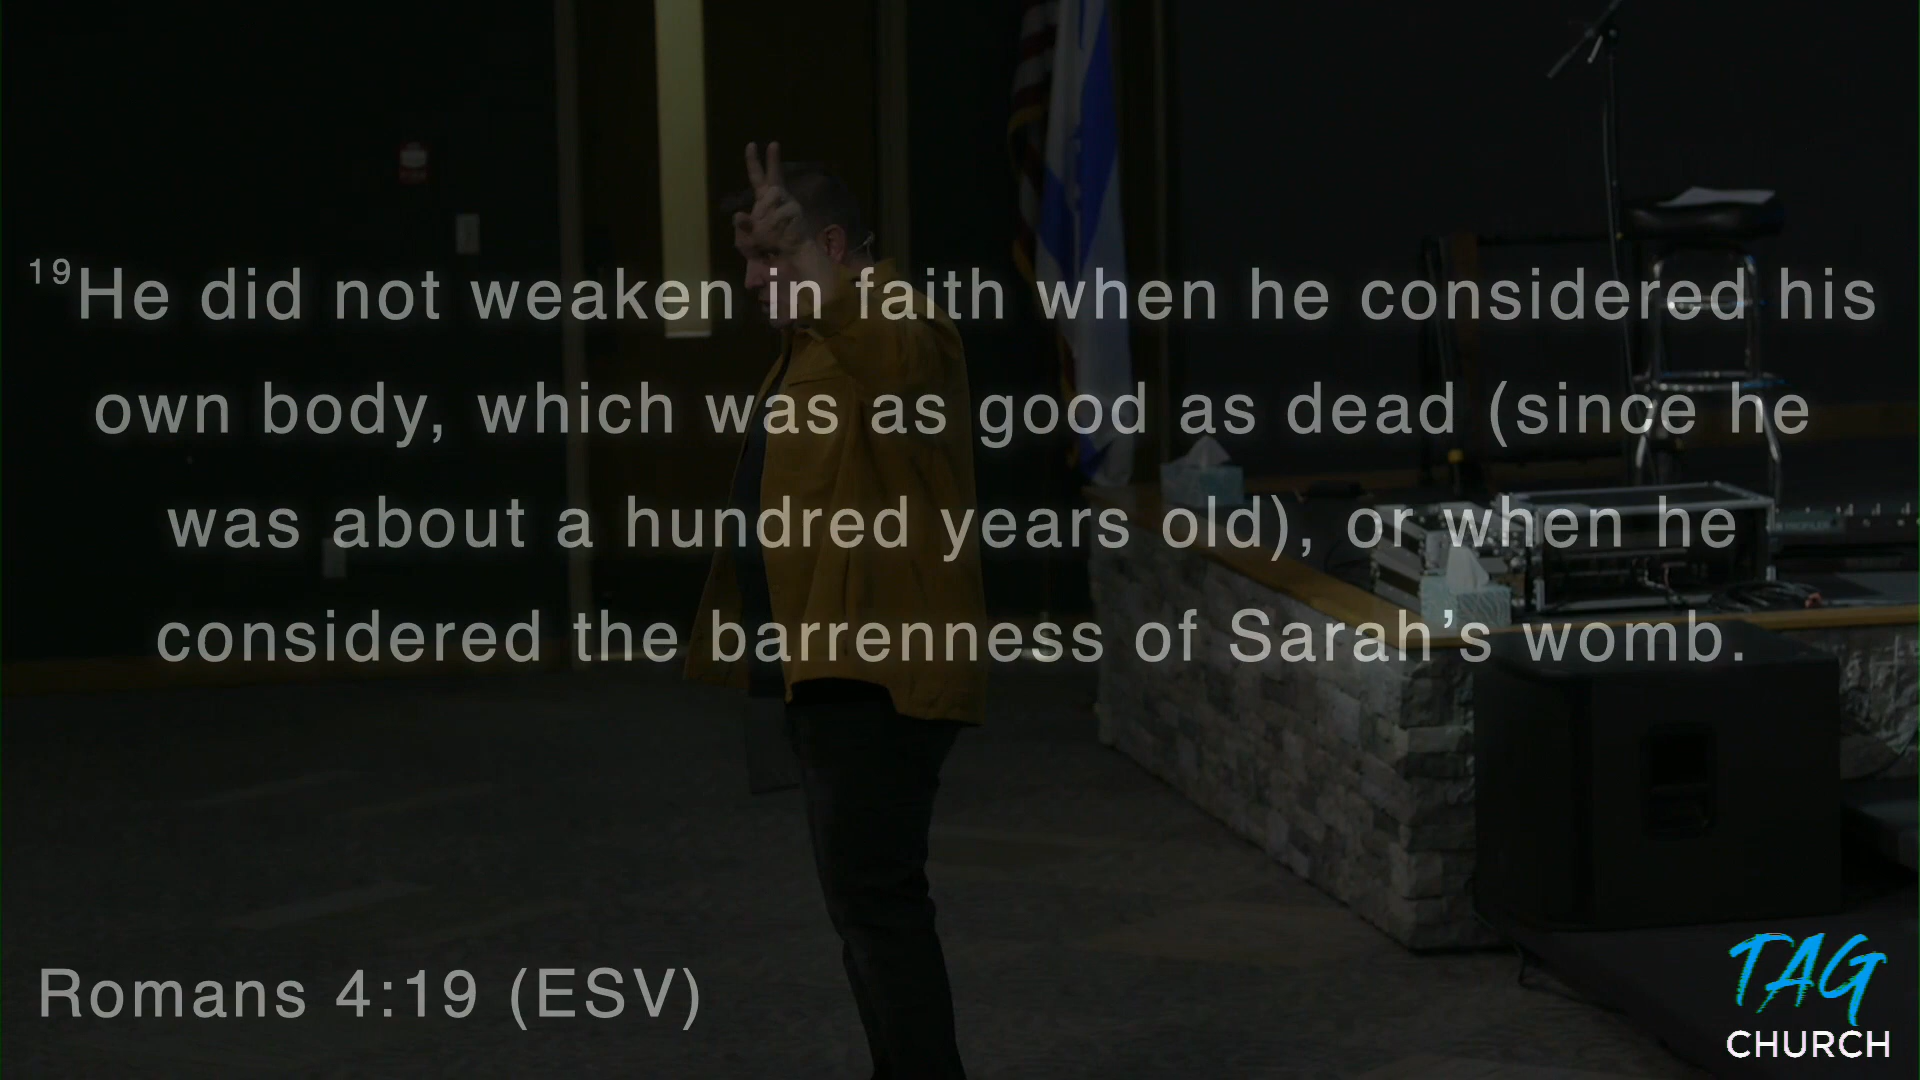 19He did not weaken in faith when he considered his
own body, which was as good as dead (since he
was about a hundred years old), or when he
considered the barrenness of Sarah’s womb.
Romans 4:19 (ESV)
TAG
CHURCH